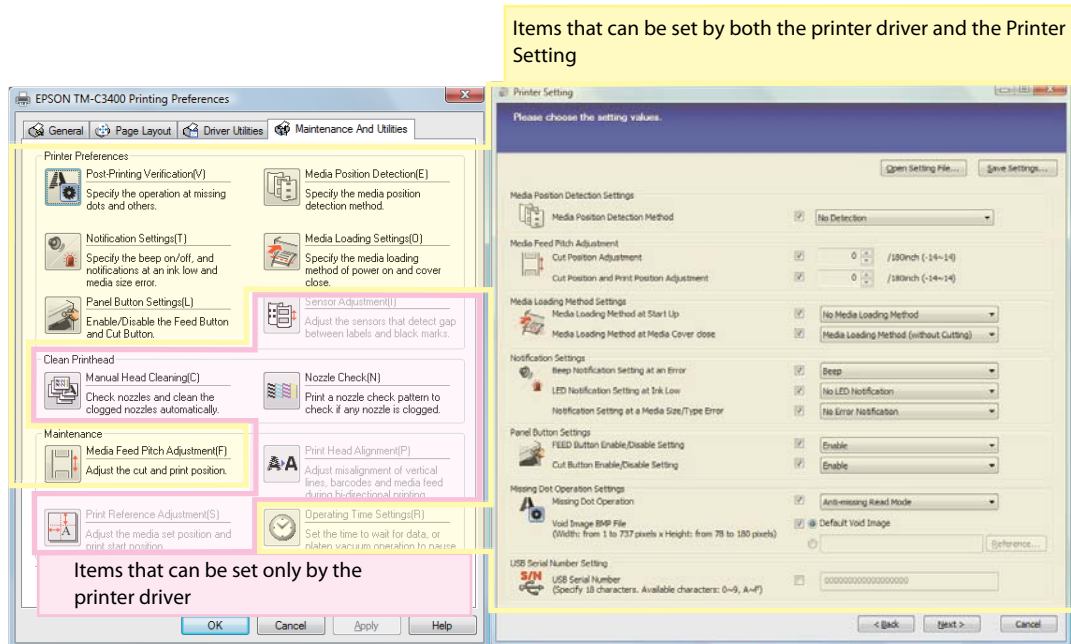 Items that can be set by both the printer driver and the Printer
Setting
EPSON TM-C3400 Printing Preferences
General
Page Layout
Driver Utilities
Maintenance And Utilities
Printer Preferences
Post-Printing Verification(V)
Specify the operation at missing
dots and others.
Media Position Detection(E)
Specify the media position
detection method.
Notification Settings(T)
Specify the beep on/off, and
notifications at an ink low and
media size error.
Media Loading Settings(O)
Specify the media loading
method of power on and cover
close.
Panel Button Settings(L)
Enable/Disable the Feed Button
and Cut Button.
Sensor Adjustment(I)
Adjust the sensors that detect gap
between labels and black marks.
Clean Printhead
Manual Head Cleaning(C)
Check nozzles and clean the
clogged nozzles automatically.
Nozzle Check(N)
Print a nozzle check pattern to
check if any nozzle is clogged.
Maintenance
Media Feed Pitch Adjustment(F)
Adjust the cut and print position.
Print Head Alignment(P)
Adjust misalignment of vertical
lines, barcodes and media feed
during bi-directional printing
Print Reference Adjustment(S)
Adjust the media set position and
print start position.
Operating Time Settings(R)
Set the time to wait for data, or
platen vacuum operation to pause
Items that can be set only by the
printer driver
OK
Cancel
Apply
Help
Printer Setting
Please choose the setting values.
Open Setting File...
Save Settings...
Media Position Detection Settings
Media Position Detection Method
No Detection
Media Feed Pitch Adjustment
Cut Position Adjustment
0
/180inch (-14~14)
Cut Position and Print Position Adjustment
0
/180inch (-14~14)
Media Loading Method Settings
Media Loading Method at Start Up
No Media Loading Method
Media Loading Method at Media Cover close
Media Loading Method (without Cutting)
Notification Settings
Beep Notification Setting at an Error
Beep
LED Notification Setting at Ink Low
No LED Notification
Notification Setting at a Media Size/Type Error
No Error Notification
Panel Button Settings
FEED Button Enable/Disable Setting
Enable
Cut Button Enable/Disable Setting
Enable
Missing Dot Operation Settings
Missing Dot Operation
Anti-missing Read Mode
Void Image BMP File
(Width: from 1 to 737 pixels x Height: from 78 to 180 pixels)
Default Void Image
Reference...
USB Serial Number Setting
S/N
USB Serial Number
(Specify 18 characters. Available characters: 0~9, A~F)
000000000000000000
< Back
Next >
Cancel